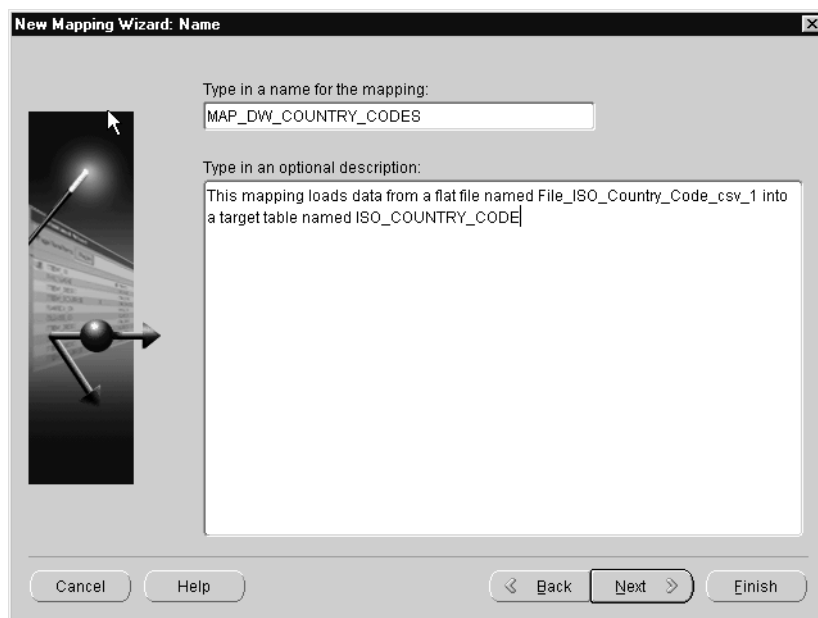 New Mapping Wizard: Name
Type in a name for the mapping:
MAP_DW_COUNTRY_CODES
Type in an optional description:
This mapping loads data from a flat file named File_ISO_Country_Code_csv_1 into
a target table named ISO_COUNTRY_CODE
Cancel
Help
Back
Next
Finish